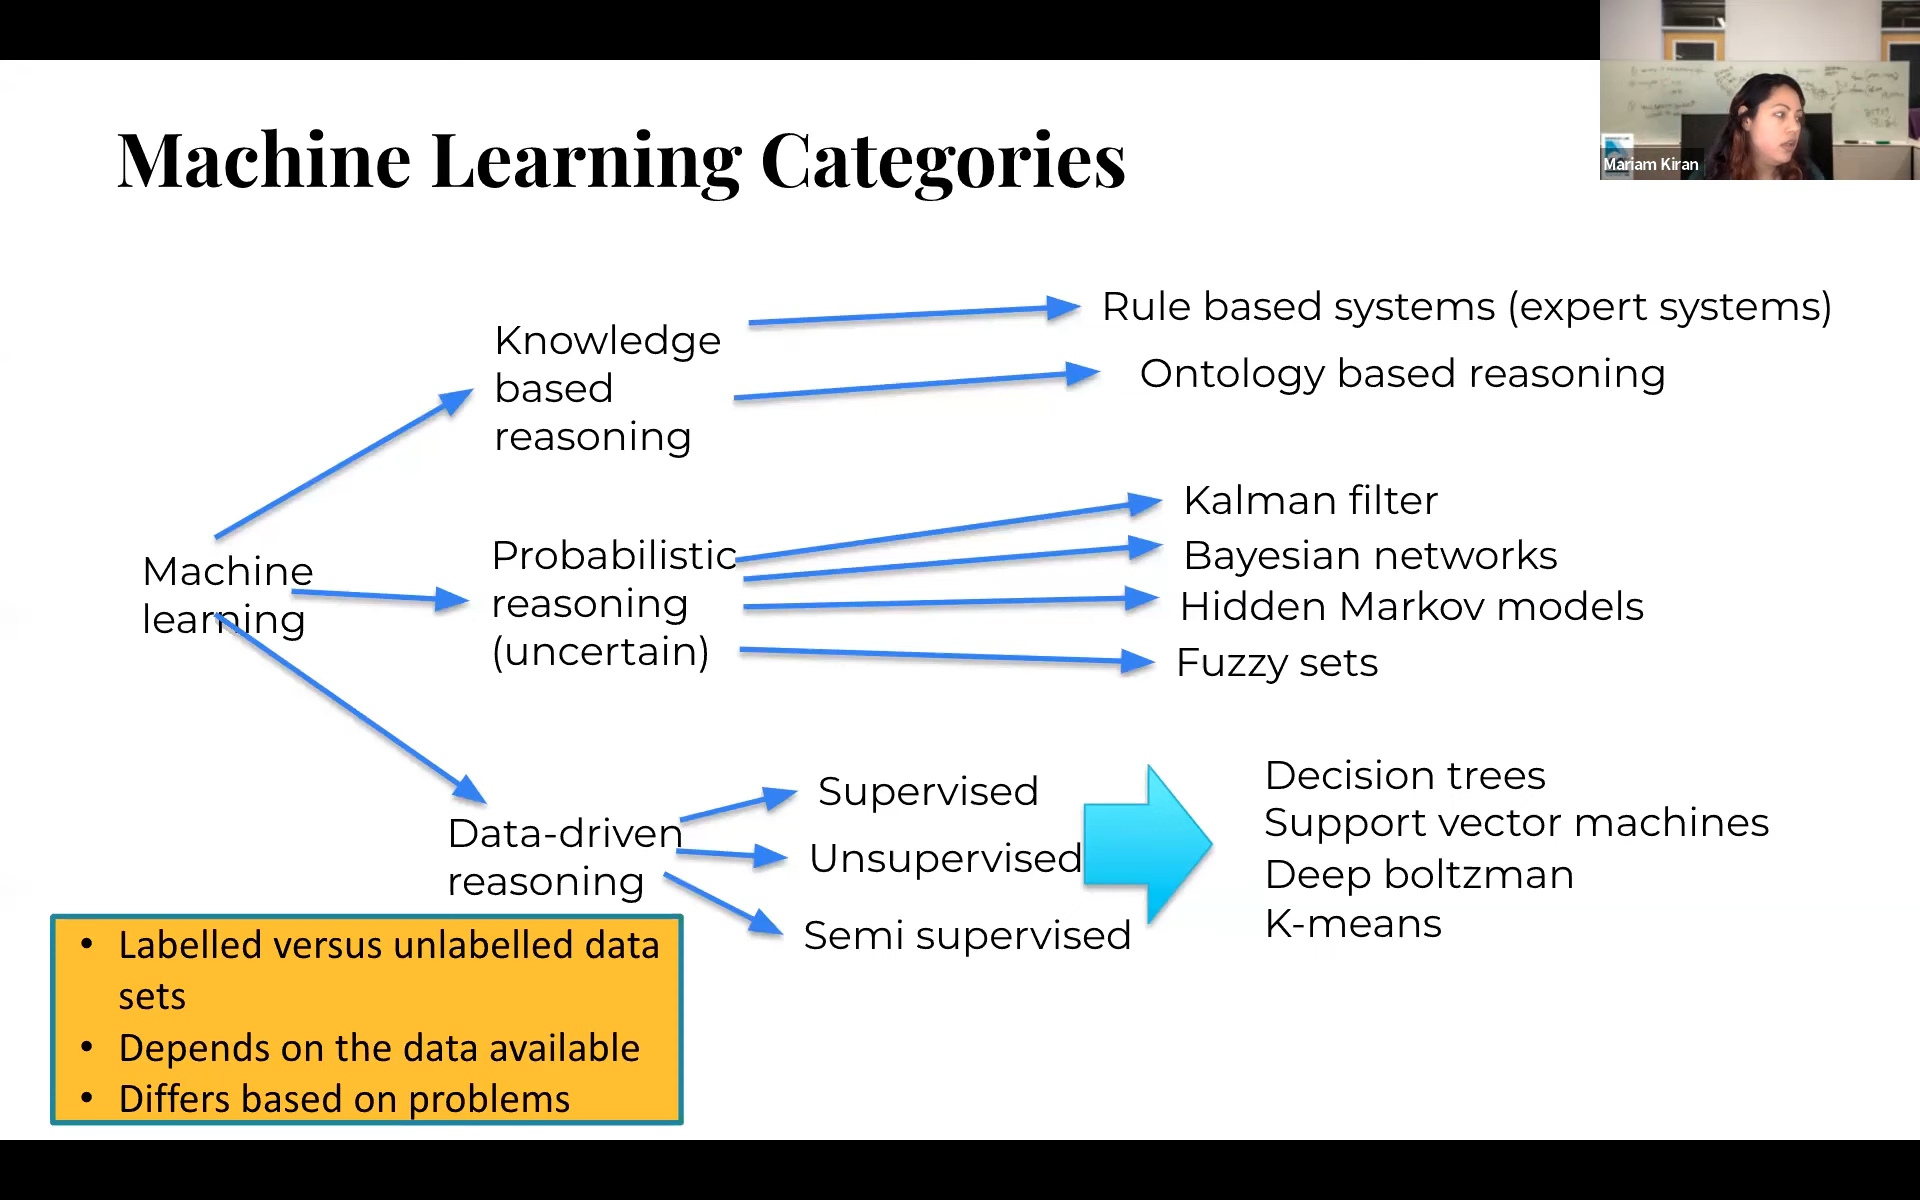 Machine Learning Categories
Mariam Kiran
Knowledge
based
reasoning
Rule based systems (expert systems)
Ontology based reasoning
Machine
learning
Probabilistic
reasoning
(uncertain)
Kalman filter
Bayesian networks
Hidden Markov models
Fuzzy sets
Data-driven
reasoning
Supervised
Unsupervised
Semi supervised
Decision trees
Support vector machines
Deep boltzman
K-means
• Labelled versus unlabelled data
sets
• Depends on the data available
• Differs based on problems